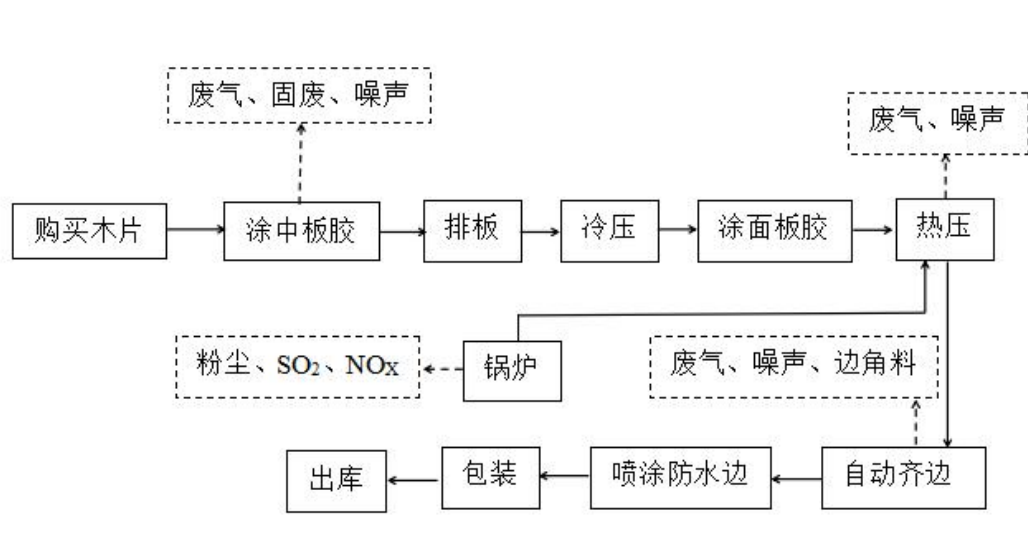 废气、固废、噪声
废气、噪声
购买木片
涂中板胶
排板
冷压
涂面板胶
热压
粉尘、SO2、NOX
锅炉
废气、噪声、边角料
出库
包装
喷涂防水边
自动齐边